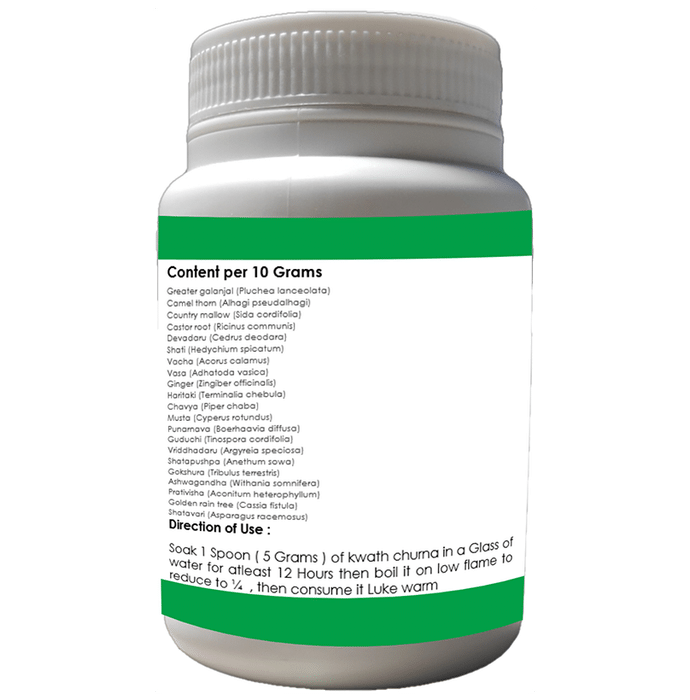 Content per 10 Grams
Greater galanjal (Pluchea lanceolata)
Camel thorn (Alhagi pseudalhagi)
Country mallow (Sida cordifolia)
Castor root (Ricinus communis)
Devadaru (Cedrus deodara)
Shati (Hedychium spicatum)
Vacha (Acorus calamus)
Vasa (Adhatoda vasica)
Ginger (Zingiber officinalis)
Haritaki (Terminalia chebula)
Chavya (Piper chaba)
Musta (Cyperus rotundus)
Punarnava (Boerhaavia diffusa)
Guduchi (Tinospora cordifolia)
Vriddhadaru (Argyreia speciosa)
Shatapushpa (Anethum sowa)
Gokshura (Tribulus terrestris)
Ashwagandha (Withania somnifera)
Prativisha (Aconitum heterophyllum)
Golden rain tree (Cassia fistula)
Shatavari (Asparagus racemosus)
Direction of Use :
Soak 1 Spoon ( 5 Grams ) of kwath churna in a Glass of
water for atleast 12 Hours then boil it on low flame to
reduce to ¼ , then consume it Luke warm